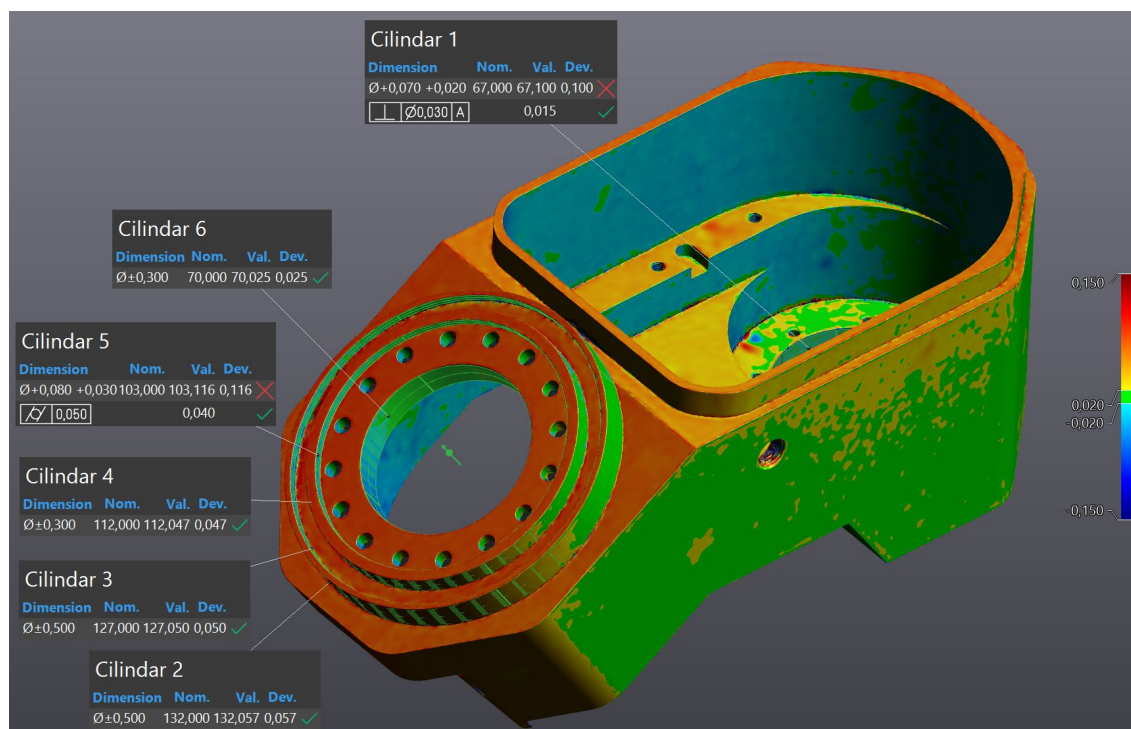 Cilindar 1
Dimension Nom. Val. Dev.
Ø+0,070 +0,020 67,000 67,100 0,100
⊥ Ø0,030 A 0,015
Cilindar 6
Dimension Nom. Val. Dev.
Ø±0,300 70,000 70,025 0,025
Cilindar 5
Dimension Nom. Val. Dev.
Ø+0,080 +0,030 103,000 103,116 0,116
⌭ 0,050 0,040
Cilindar 4
Dimension Nom. Val. Dev.
Ø±0,300 112,000 112,047 0,047
Cilindar 3
Dimension Nom. Val. Dev.
Ø±0,500 127,000 127,050 0,050
Cilindar 2
Dimension Nom. Val. Dev.
Ø±0,500 132,000 132,057 0,057
0,150
0,020
-0,020
-0,150